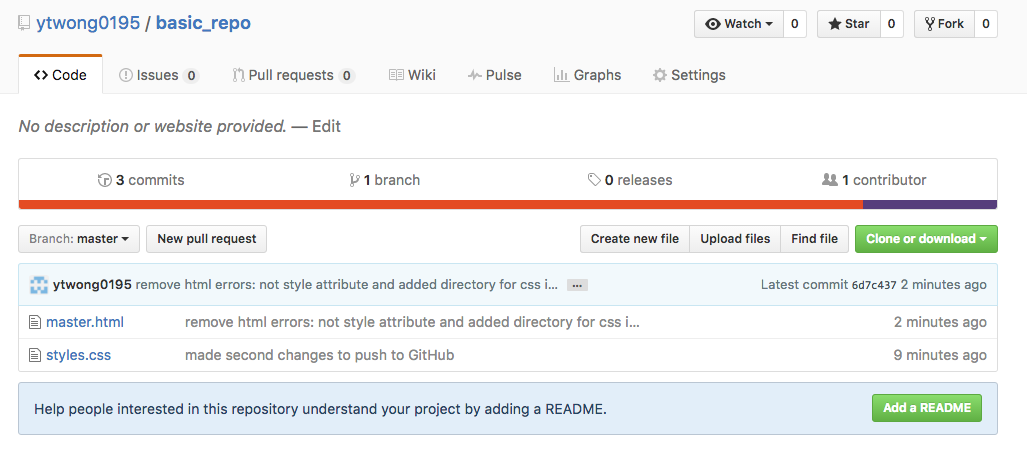 ytwong0195 / basic_repo Watch 0 Star 0 Fork 0
Code Issues 0 Pull requests 0 Wiki Pulse Graphs Settings
No description or website provided. — Edit
3 commits 1 branch 0 releases 1 contributor
Branch: master New pull request Create new file Upload files Find file Clone or download
ytwong0195 remove html errors: not style attribute and added directory for css i... ... Latest commit 6d7c437 2 minutes ago
master.html remove html errors: not style attribute and added directory for css i... 2 minutes ago
styles.css made second changes to push to GitHub 9 minutes ago
Help people interested in this repository understand your project by adding a README. Add a README